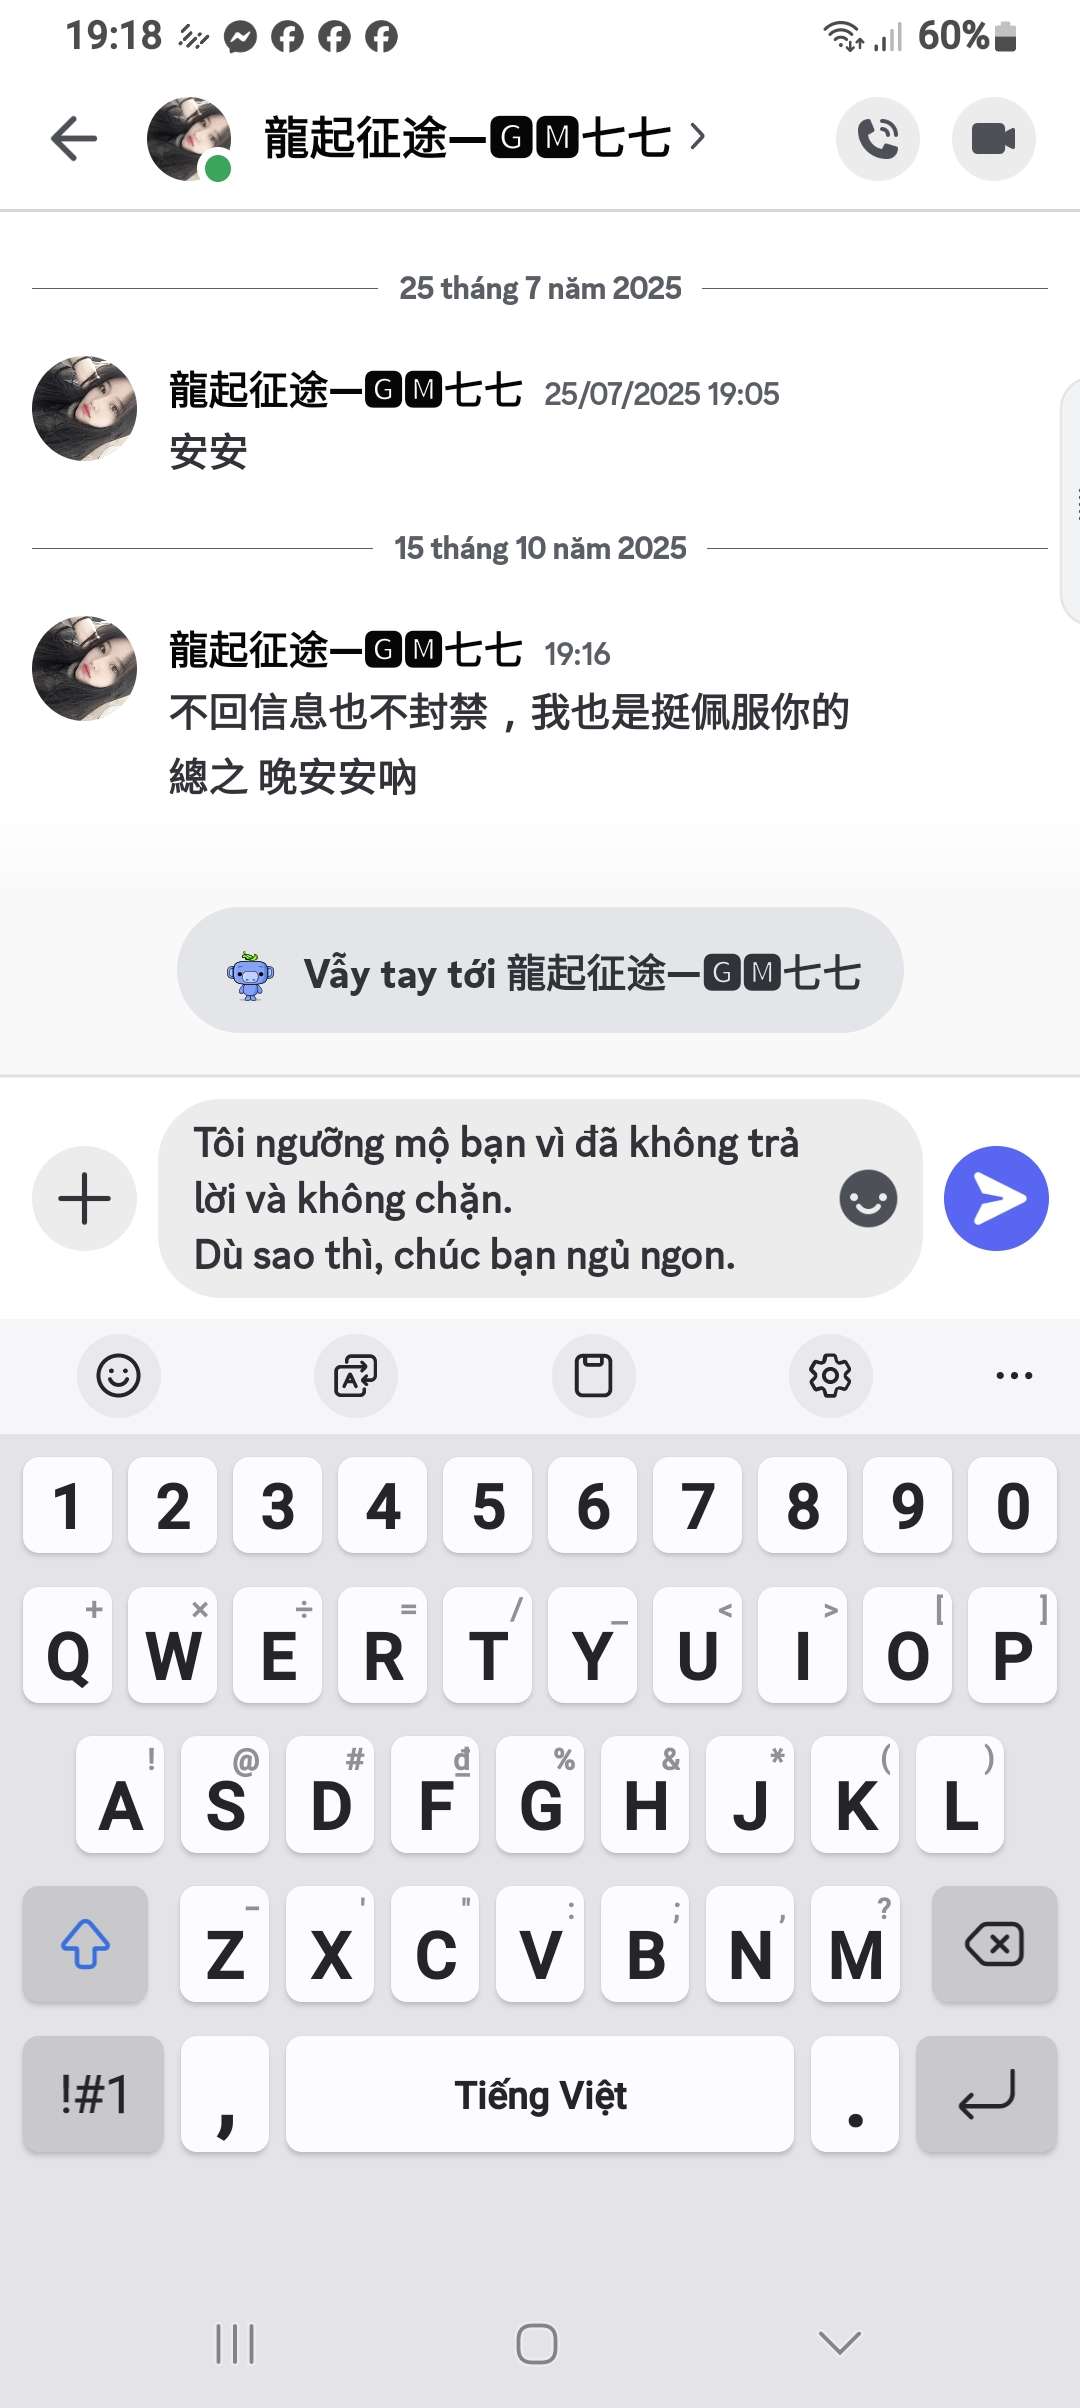 19:18 60%
龍起征途—🅶🅼七七
25 tháng 7 năm 2025
龍起征途—🅶🅼七七 25/07/2025 19:05
安安
15 tháng 10 năm 2025
龍起征途—🅶🅼七七 19:16
不回信息也不封禁，我也是挺佩服你的
總之 晚安安吶
Vẫy tay tới 龍起征途—🅶🅼七七
Tôi ngưỡng mộ bạn vì đã không trả
lời và không chặn.
Dù sao thì, chúc bạn ngủ ngon.
1 2 3 4 5 6 7 8 9 0
+ × ÷ = / _ < > [ ]
Q W E R T Y U I O P
! @ # ₫ % & * ( )
A S D F G H J K L
- ' " : ; , ?
Z X C V B N M
!#1 , Tiếng Việt .